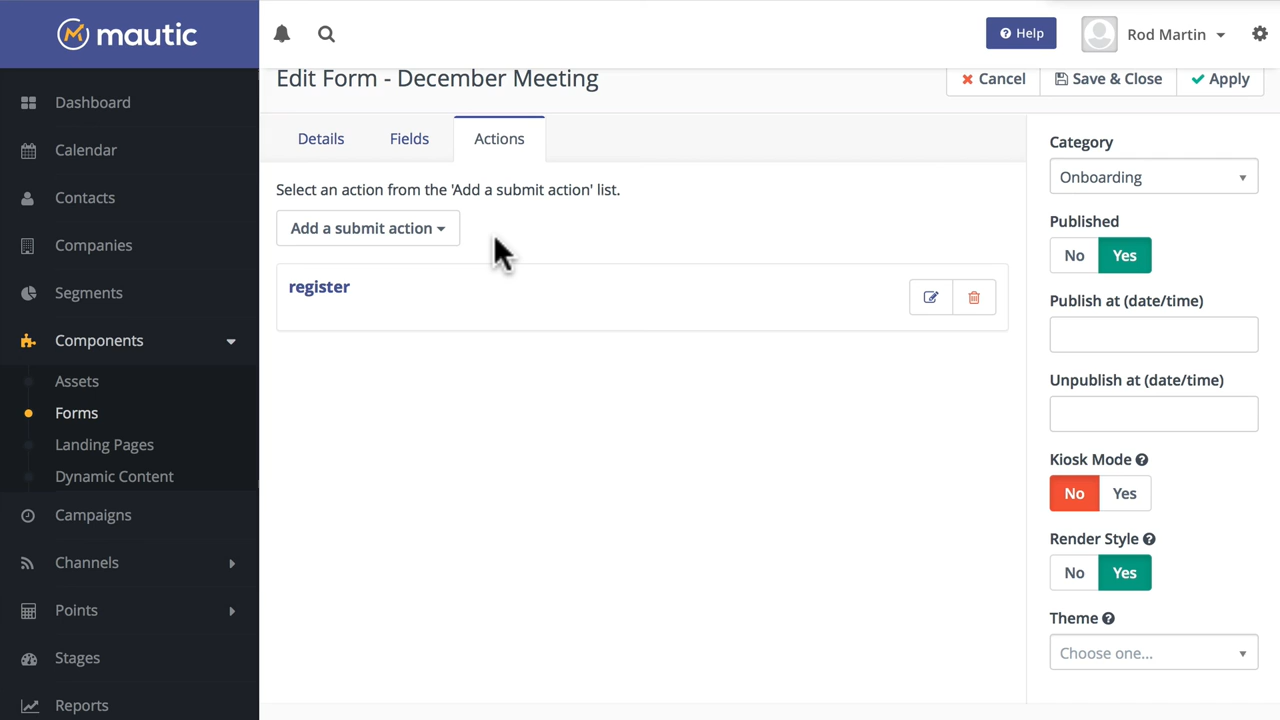 mautic
Help
Rod Martin
Edit Form - December Meeting
Cancel
Save & Close
Apply
Dashboard
Calendar
Contacts
Companies
Segments
Components
Assets
Forms
Landing Pages
Dynamic Content
Campaigns
Channels
Points
Stages
Reports
Details
Fields
Actions
Select an action from the 'Add a submit action' list.
Add a submit action
register
Category
Onboarding
Published
No Yes
Publish at (date/time)
Unpublish at (date/time)
Kiosk Mode
No Yes
Render Style
No Yes
Theme
Choose one...